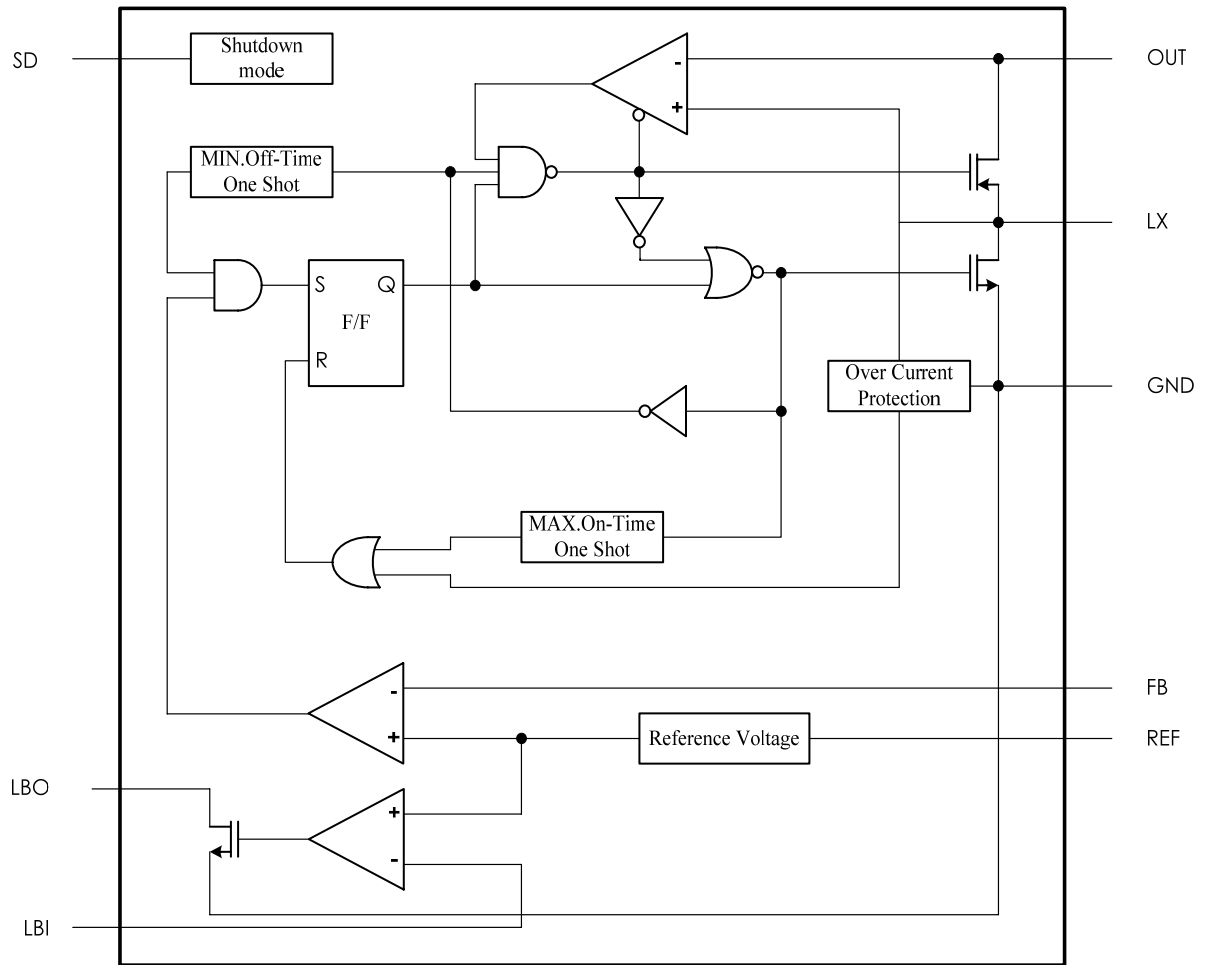 SD
Shutdown
mode
-
+
OUT
MIN.Off-Time
One Shot
LX
S
Q
F/F
R
Over Current
Protection
GND
MAX.On-Time
One Shot
-
+
FB
Reference Voltage
REF
LBO
+
-
LBI